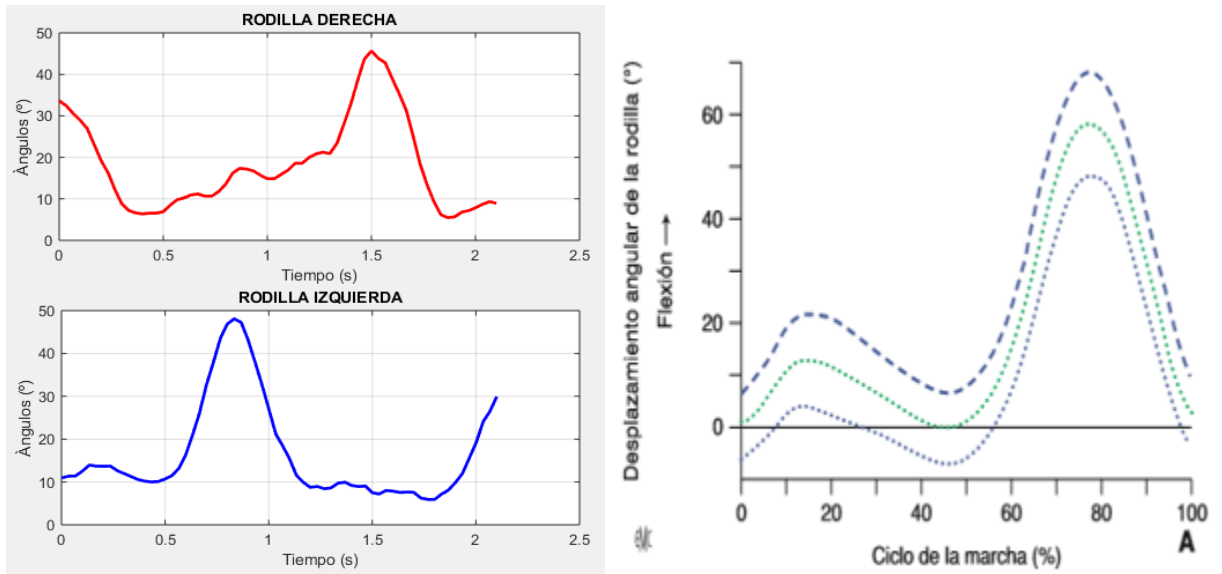 RODILLA DERECHA
50
40
30
20
10
0
Àngulos (º)
0 0.5 1 1.5 2 2.5
Tiempo (s)
RODILLA IZQUIERDA
50
40
30
20
10
0
Àngulos (º)
0 0.5 1 1.5 2 2.5
Tiempo (s)
Desplazamiento angular de la rodilla (°)
Flexión
60
40
20
0
0 20 40 60 80 100
Ciclo de la marcha (%)
A